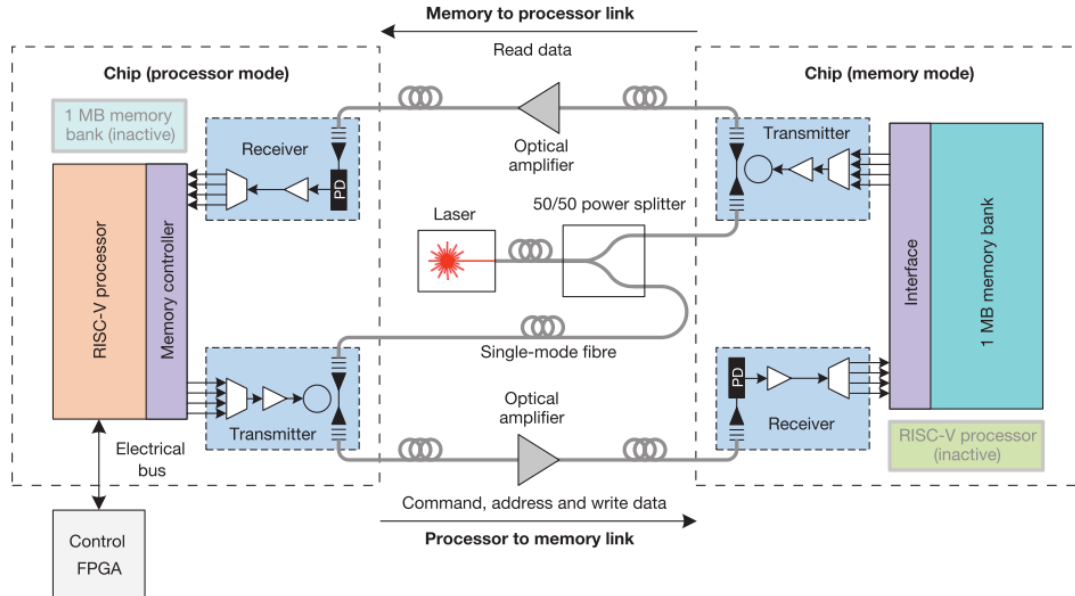 Memory to processor link
Read data
Chip (processor mode)
Chip (memory mode)
1 MB memory
bank (inactive)
Receiver
PD
Optical
amplifier
Transmitter
RISC-V processor
Memory controller
Laser
50/50 power splitter
Interface
1 MB memory bank
Single-mode fibre
Transmitter
Optical
amplifier
PD
Receiver
RISC-V processor
(inactive)
Electrical
bus
Command, address and write data
Processor to memory link
Control
FPGA